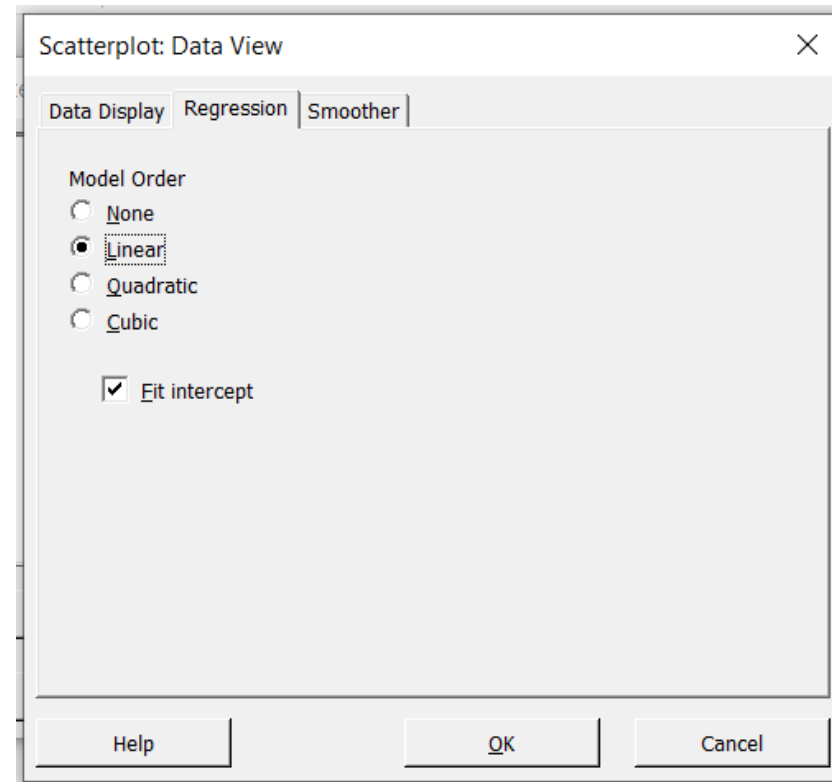 Scatterplot: Data View
Data Display Regression Smoother
Model Order
None
Linear
Quadratic
Cubic
Fit intercept
Help OK Cancel